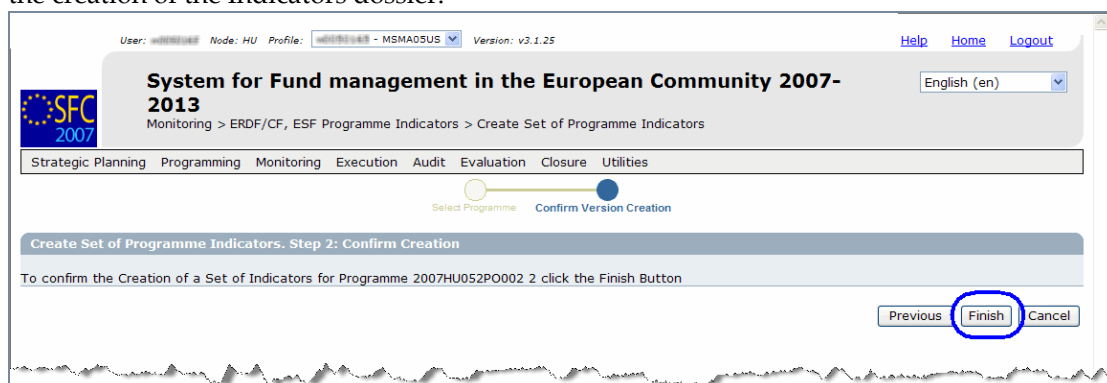 the creation of the Indicators dossier.
User: Node: HU Profile: - MSMA05US Version: v3.1.25
Help Home Logout
System for Fund management in the European Community 2007-
2013
English (en)
SFC
2007
Monitoring > ERDF/CF, ESF Programme Indicators > Create Set of Programme Indicators
Strategic Planning Programming Monitoring Execution Audit Evaluation Closure Utilities
Select Programme Confirm Version Creation
Create Set of Programme Indicators. Step 2: Confirm Creation
To confirm the Creation of a Set of Indicators for Programme 2007HU052PO002 2 click the Finish Button
Previous Finish Cancel